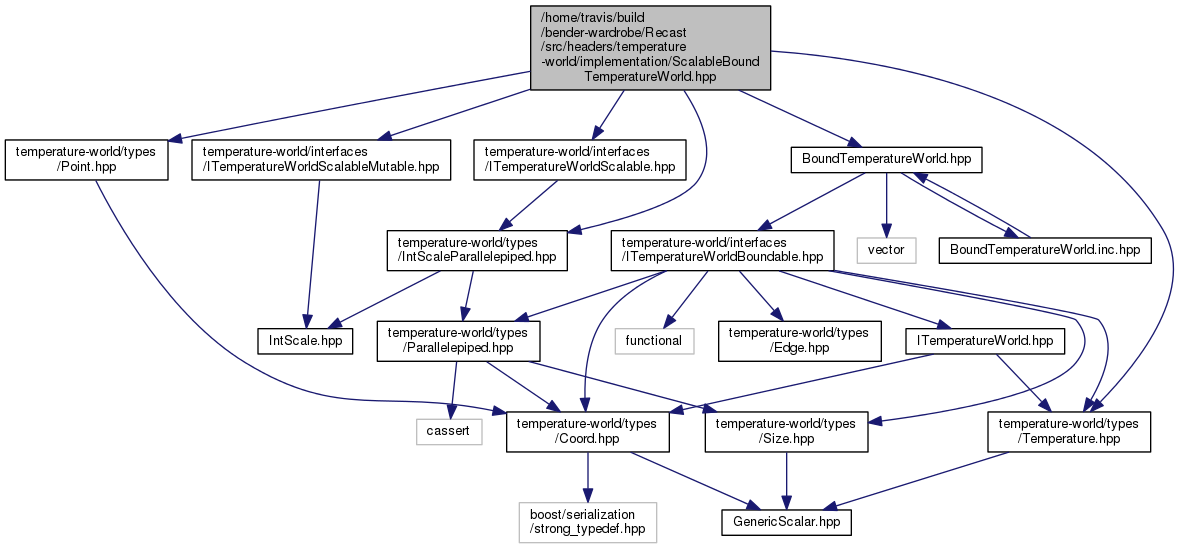 /home/travis/build
/bender-wardrobe/Recast
/src/headers/temperature
-world/implementation/ScalableBound
TemperatureWorld.hpp
temperature-world/types
/Point.hpp
temperature-world/interfaces
/ITemperatureWorldScalableMutable.hpp
temperature-world/interfaces
/ITemperatureWorldScalable.hpp
BoundTemperatureWorld.hpp
temperature-world/types
/IntScaleParallelepiped.hpp
temperature-world/interfaces
/ITemperatureWorldBoundable.hpp
vector
BoundTemperatureWorld.inc.hpp
IntScale.hpp
temperature-world/types
/Parallelepiped.hpp
functional
temperature-world/types
/Edge.hpp
ITemperatureWorld.hpp
cassert
temperature-world/types
/Coord.hpp
temperature-world/types
/Size.hpp
temperature-world/types
/Temperature.hpp
boost/serialization
/strong_typedef.hpp
GenericScalar.hpp